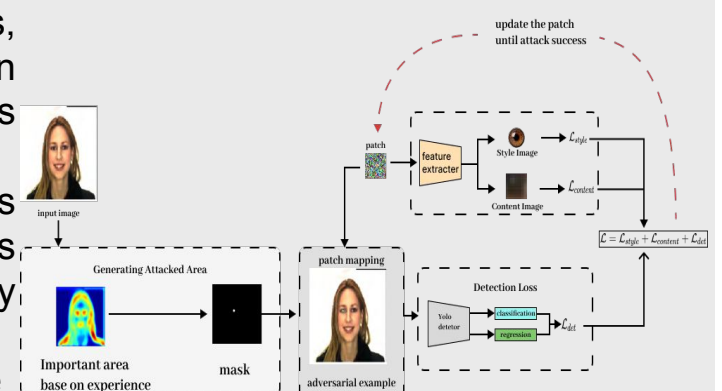 s,
n
s
s
s
y
update the patch
until attack success
patch
feature
extracter
Style Image
ℒstyle
Content Image
ℒcontent
ℒ = ℒstyle + ℒcontent + ℒdet
input image
Generating Attacked Area
Important area
base on experience
mask
patch mapping
adversarial example
Detection Loss
Yolo
detetor
classification
regression
ℒdet